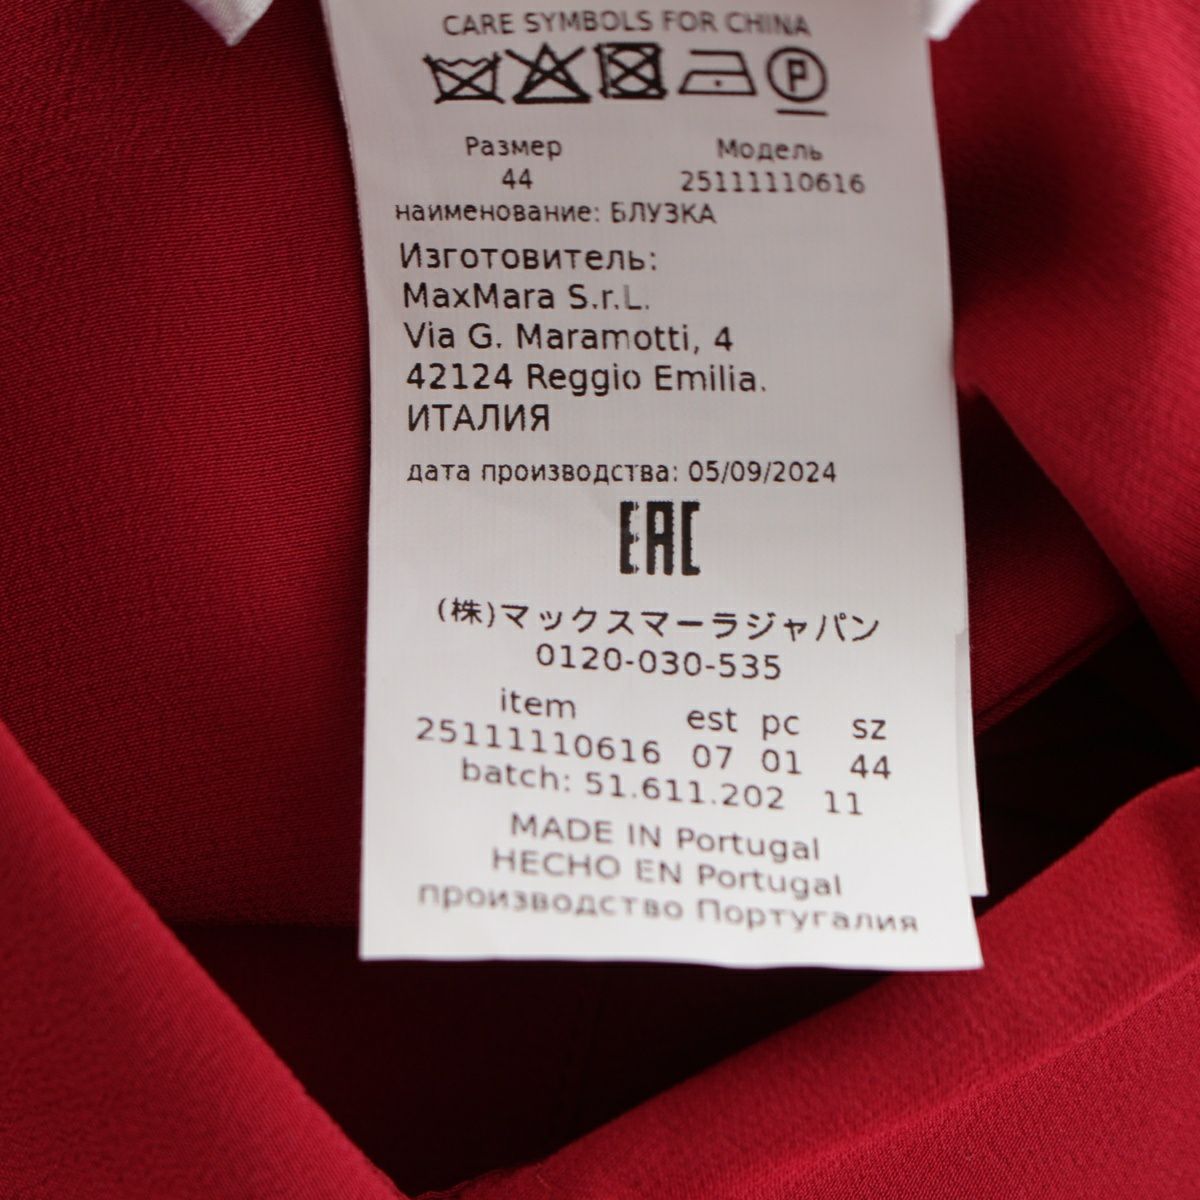 CARE SYMBOLS FOR CHINA
P
Размер Модель
44 25111110616
наименование: БЛУЗКА
Изготовитель:
MaxMara S.r.L.
Via G. Maramotti, 4
42124 Reggio Emilia.
ИТАЛИЯ
дата производства: 05/09/2024
EAC
(株)マックスマーラジャパン
0120-030-535
item est pc sz
25111110616 07 01 44
batch: 51.611.202 11
MADE IN Portugal
HECHO EN Portugal
производство Португалия